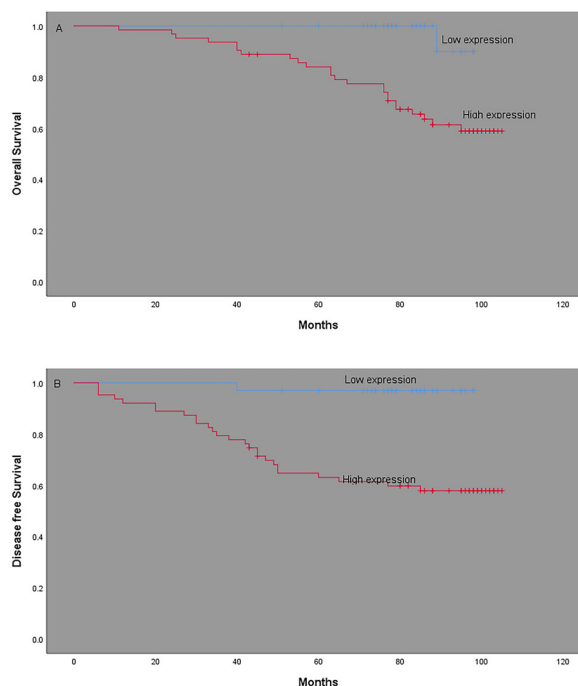 A
1.0
Low expression
0.8
High expression
0.6
0.4
0.2
0.0
Overall Survival
0 20 40 60 80 100 120
Months
B
1.0
Low expression
0.8
0.6
High expression
0.4
0.2
0.0
Disease free Survival
0 20 40 60 80 100 120
Months